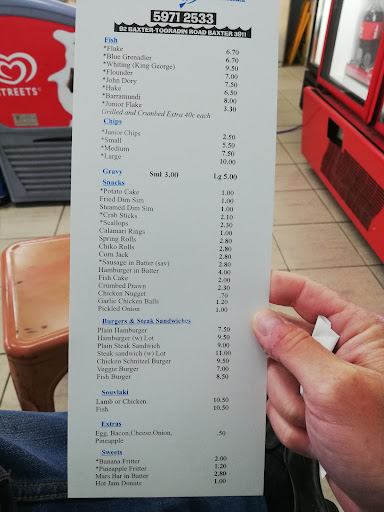 5971 2533
92 BAXTER-TOORADIN ROAD BAXTER 3911
Fish
*Flake 6.70
*Blue Grenadier 6.70
*Whiting (King George) 9.50
*Flounder 7.00
*John Dory 7.50
*Hake 6.50
*Barramundi 8.00
*Junior Flake 3.30
Grilled and Crumbed Extra 40c each
Chips
*Junior Chips 2.50
*Small 5.50
*Medium 7.50
*Large 10.00
Gravy Sml 3.00 Lg 5.00
Snacks
*Potato Cake 1.00
Fried Dim Sim 1.00
Steamed Dim Sim 1.00
*Crab Sticks 2.10
*Scallops 2.30
Calamari Rings 1.00
Spring Rolls 2.80
Chiko Rolls 2.80
Corn Jack 2.80
*Sausage in Batter (sav) 2.80
Hamburger in Batter 4.00
Fish Cake 2.00
Crumbed Prawn 2.30
Chicken Nugget .70
Garlic Chicken Balls 1.20
Pickled Onion 1.00
Burgers & Steak Sandwiches
Plain Hamburger 7.50
Hamburger (w) Lot 9.50
Plain Steak Sandwich 9.00
Steak sandwich (w) Lot 11.00
Chicken Schnitzel Burger 9.50
Veggie Burger 7.00
Fish Burger 8.50
Souvlaki
Lamb or Chicken 10.50
Fish 10.50
Extras
Egg, Bacon,Cheese,Onion, .50
Pineapple
Sweets
*Banana Fritter 2.00
*Pineapple Fritter 1.20
Mars Bar in Batter 2.80
Hot Jam Donuts 1.00
STREETS